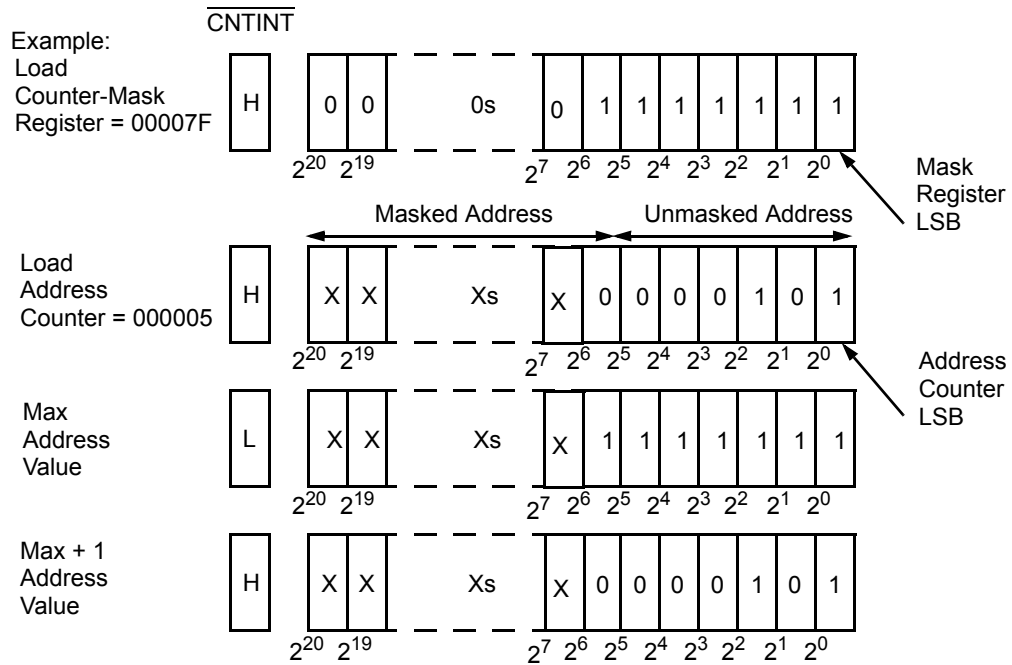 CNTINT
Example:
Load
Counter-Mask
Register = 00007F
H
0 0 0s 0 1 1 1 1 1 1 1
2^20 2^19 2^7 2^6 2^5 2^4 2^3 2^2 2^1 2^0
Mask
Register
LSB
Masked Address Unmasked Address
Load
Address
Counter = 000005
H
X X Xs X 0 0 0 0 1 0 1
2^20 2^19 2^7 2^6 2^5 2^4 2^3 2^2 2^1 2^0
Address
Counter
LSB
Max
Address
Value
L
X X Xs X 1 1 1 1 1 1 1
2^20 2^19 2^7 2^6 2^5 2^4 2^3 2^2 2^1 2^0
Max + 1
Address
Value
H
X X Xs X 0 0 0 0 1 0 1
2^20 2^19 2^7 2^6 2^5 2^4 2^3 2^2 2^1 2^0